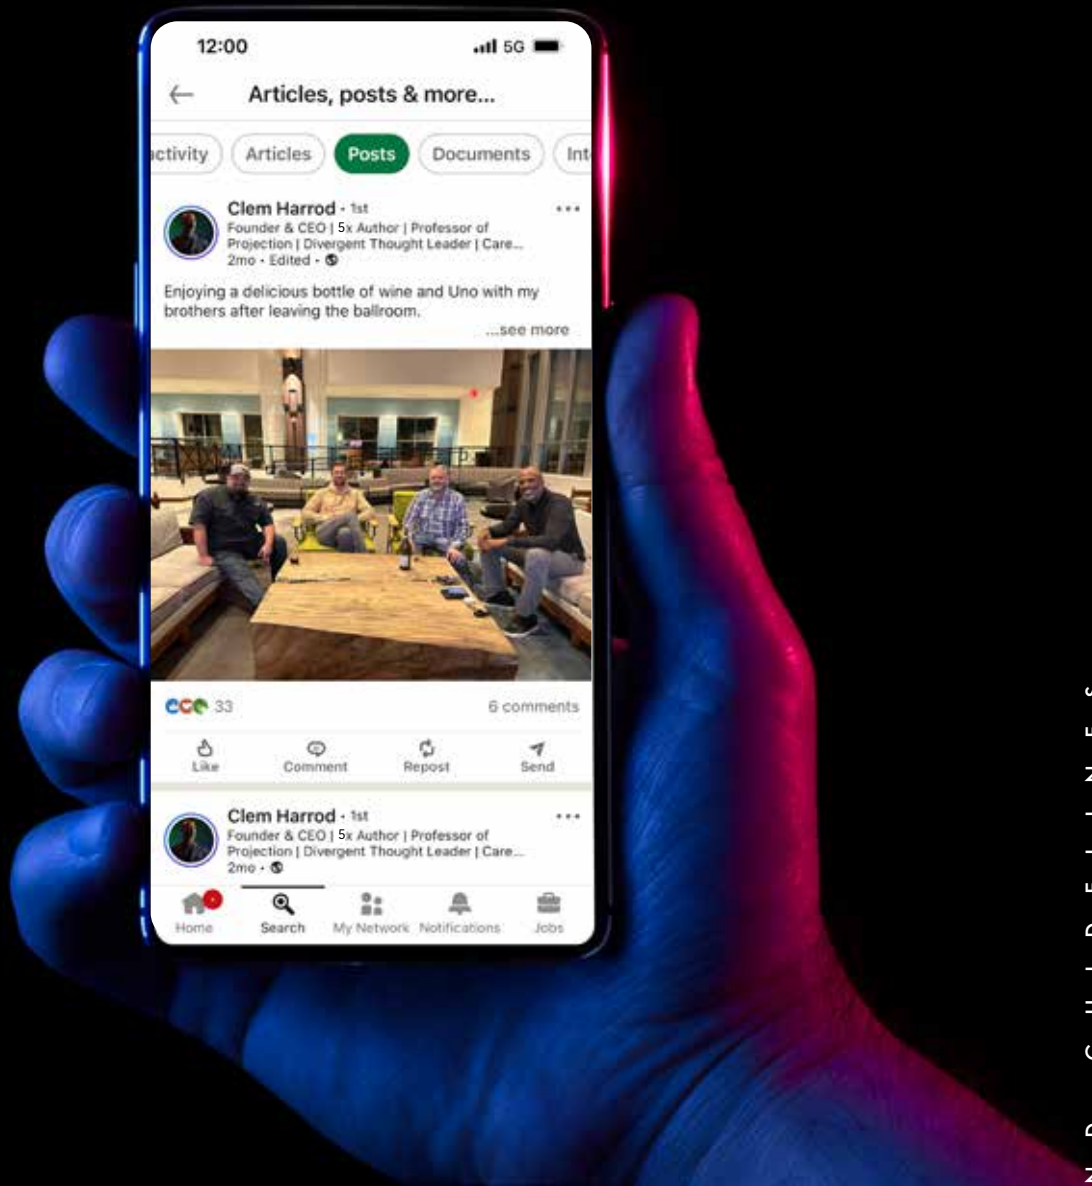 12:00
5G
Articles, posts & more...
activity
Articles
Posts
Documents
Int
Clem Harrod · 1st
Founder & CEO | 5x Author | Professor of
Projection | Divergent Thought Leader | Care...
2mo • Edited •
Enjoying a delicious bottle of wine and Uno with my
brothers after leaving the ballroom.
...see more
33
6 comments
Like
Comment
Repost
Send
Clem Harrod · 1st
Founder & CEO | 5x Author | Professor of
Projection | Divergent Thought Leader | Care...
2mo •
Home
Search
My Network
Notifications
Jobs